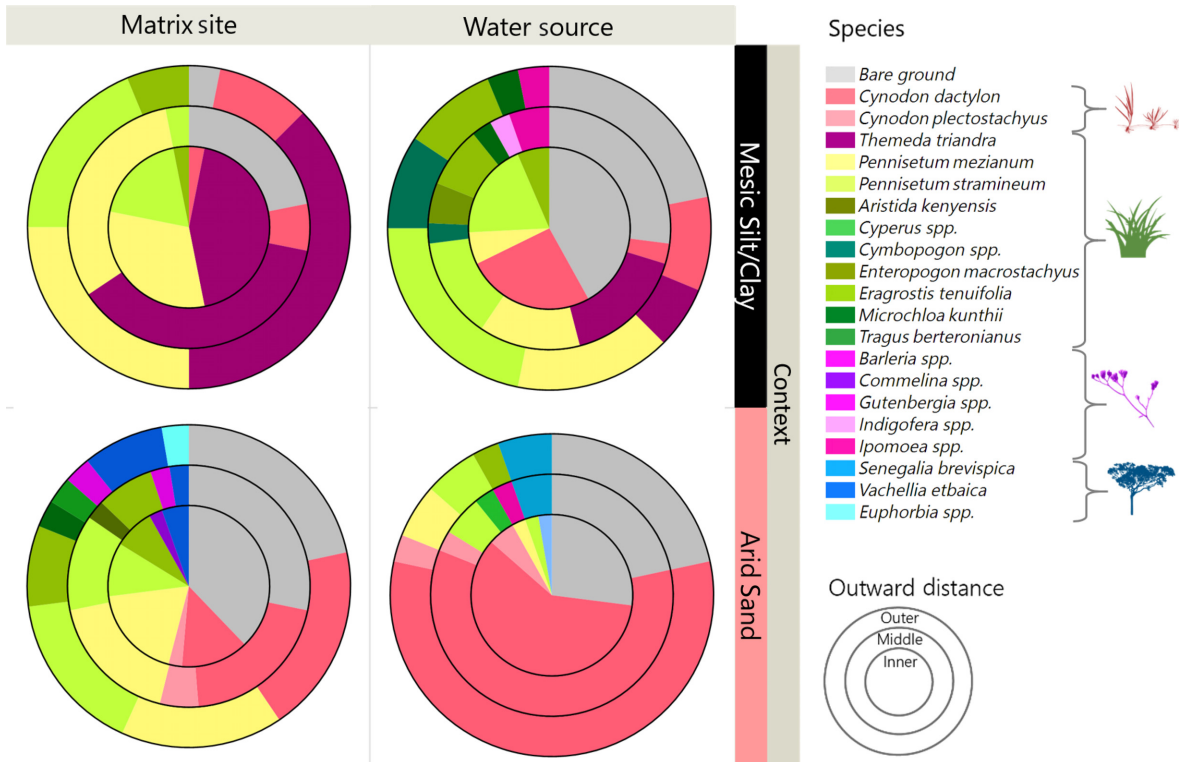 Matrix site
Water source
Mesic Silt/Clay
Arid Sand
Context
Species
Bare ground
Cynodon dactylon
Cynodon plectostachyus
Themeda triandra
Pennisetum mezianum
Pennisetum stramineum
Aristida kenyensis
Cyperus spp.
Cymbopogon spp.
Enteropogon macrostachyus
Eragrostis tenuifolia
Microchloa kunthii
Tragus berteronianus
Barleria spp.
Commelina spp.
Gutenbergia spp.
Indigofera spp.
Ipomoea spp.
Senegalia brevispica
Vachellia etbaica
Euphorbia spp.
Outward distance
Outer
Middle
Inner